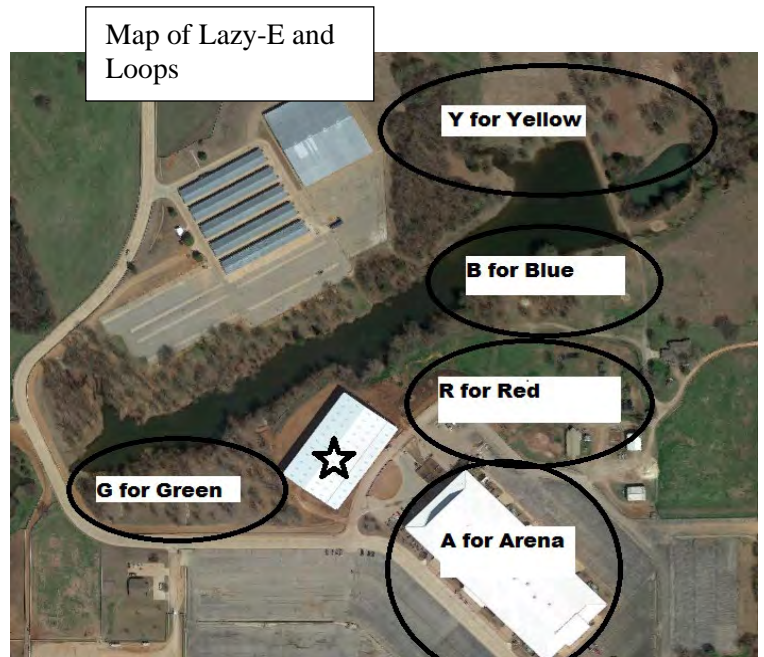 Map of Lazy-E and
Loops
Y for Yellow
B for Blue
R for Red
G for Green
A for Arena